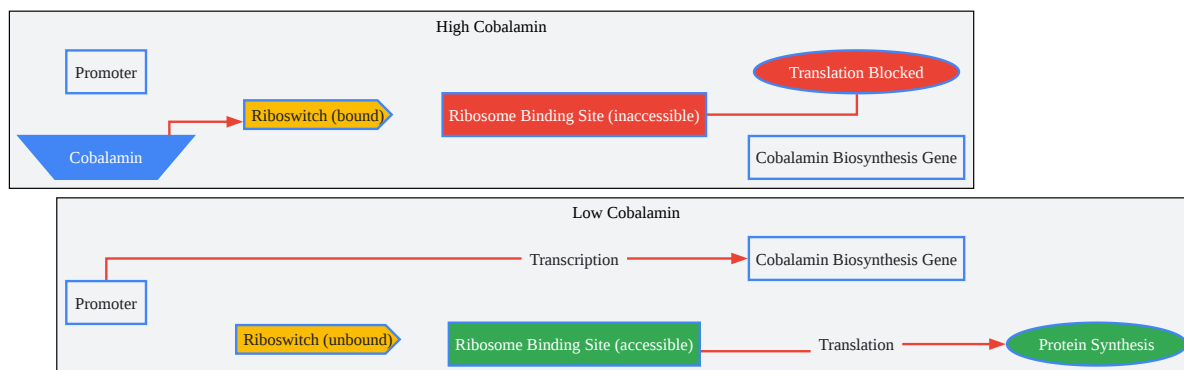 High Cobalamin
Promoter
Translation Blocked
Riboswitch (bound)
Ribosome Binding Site (inaccessible)
Cobalamin
Cobalamin Biosynthesis Gene
Low Cobalamin
Transcription
Cobalamin Biosynthesis Gene
Promoter
Riboswitch (unbound)
Ribosome Binding Site (accessible)
Translation
Protein Synthesis